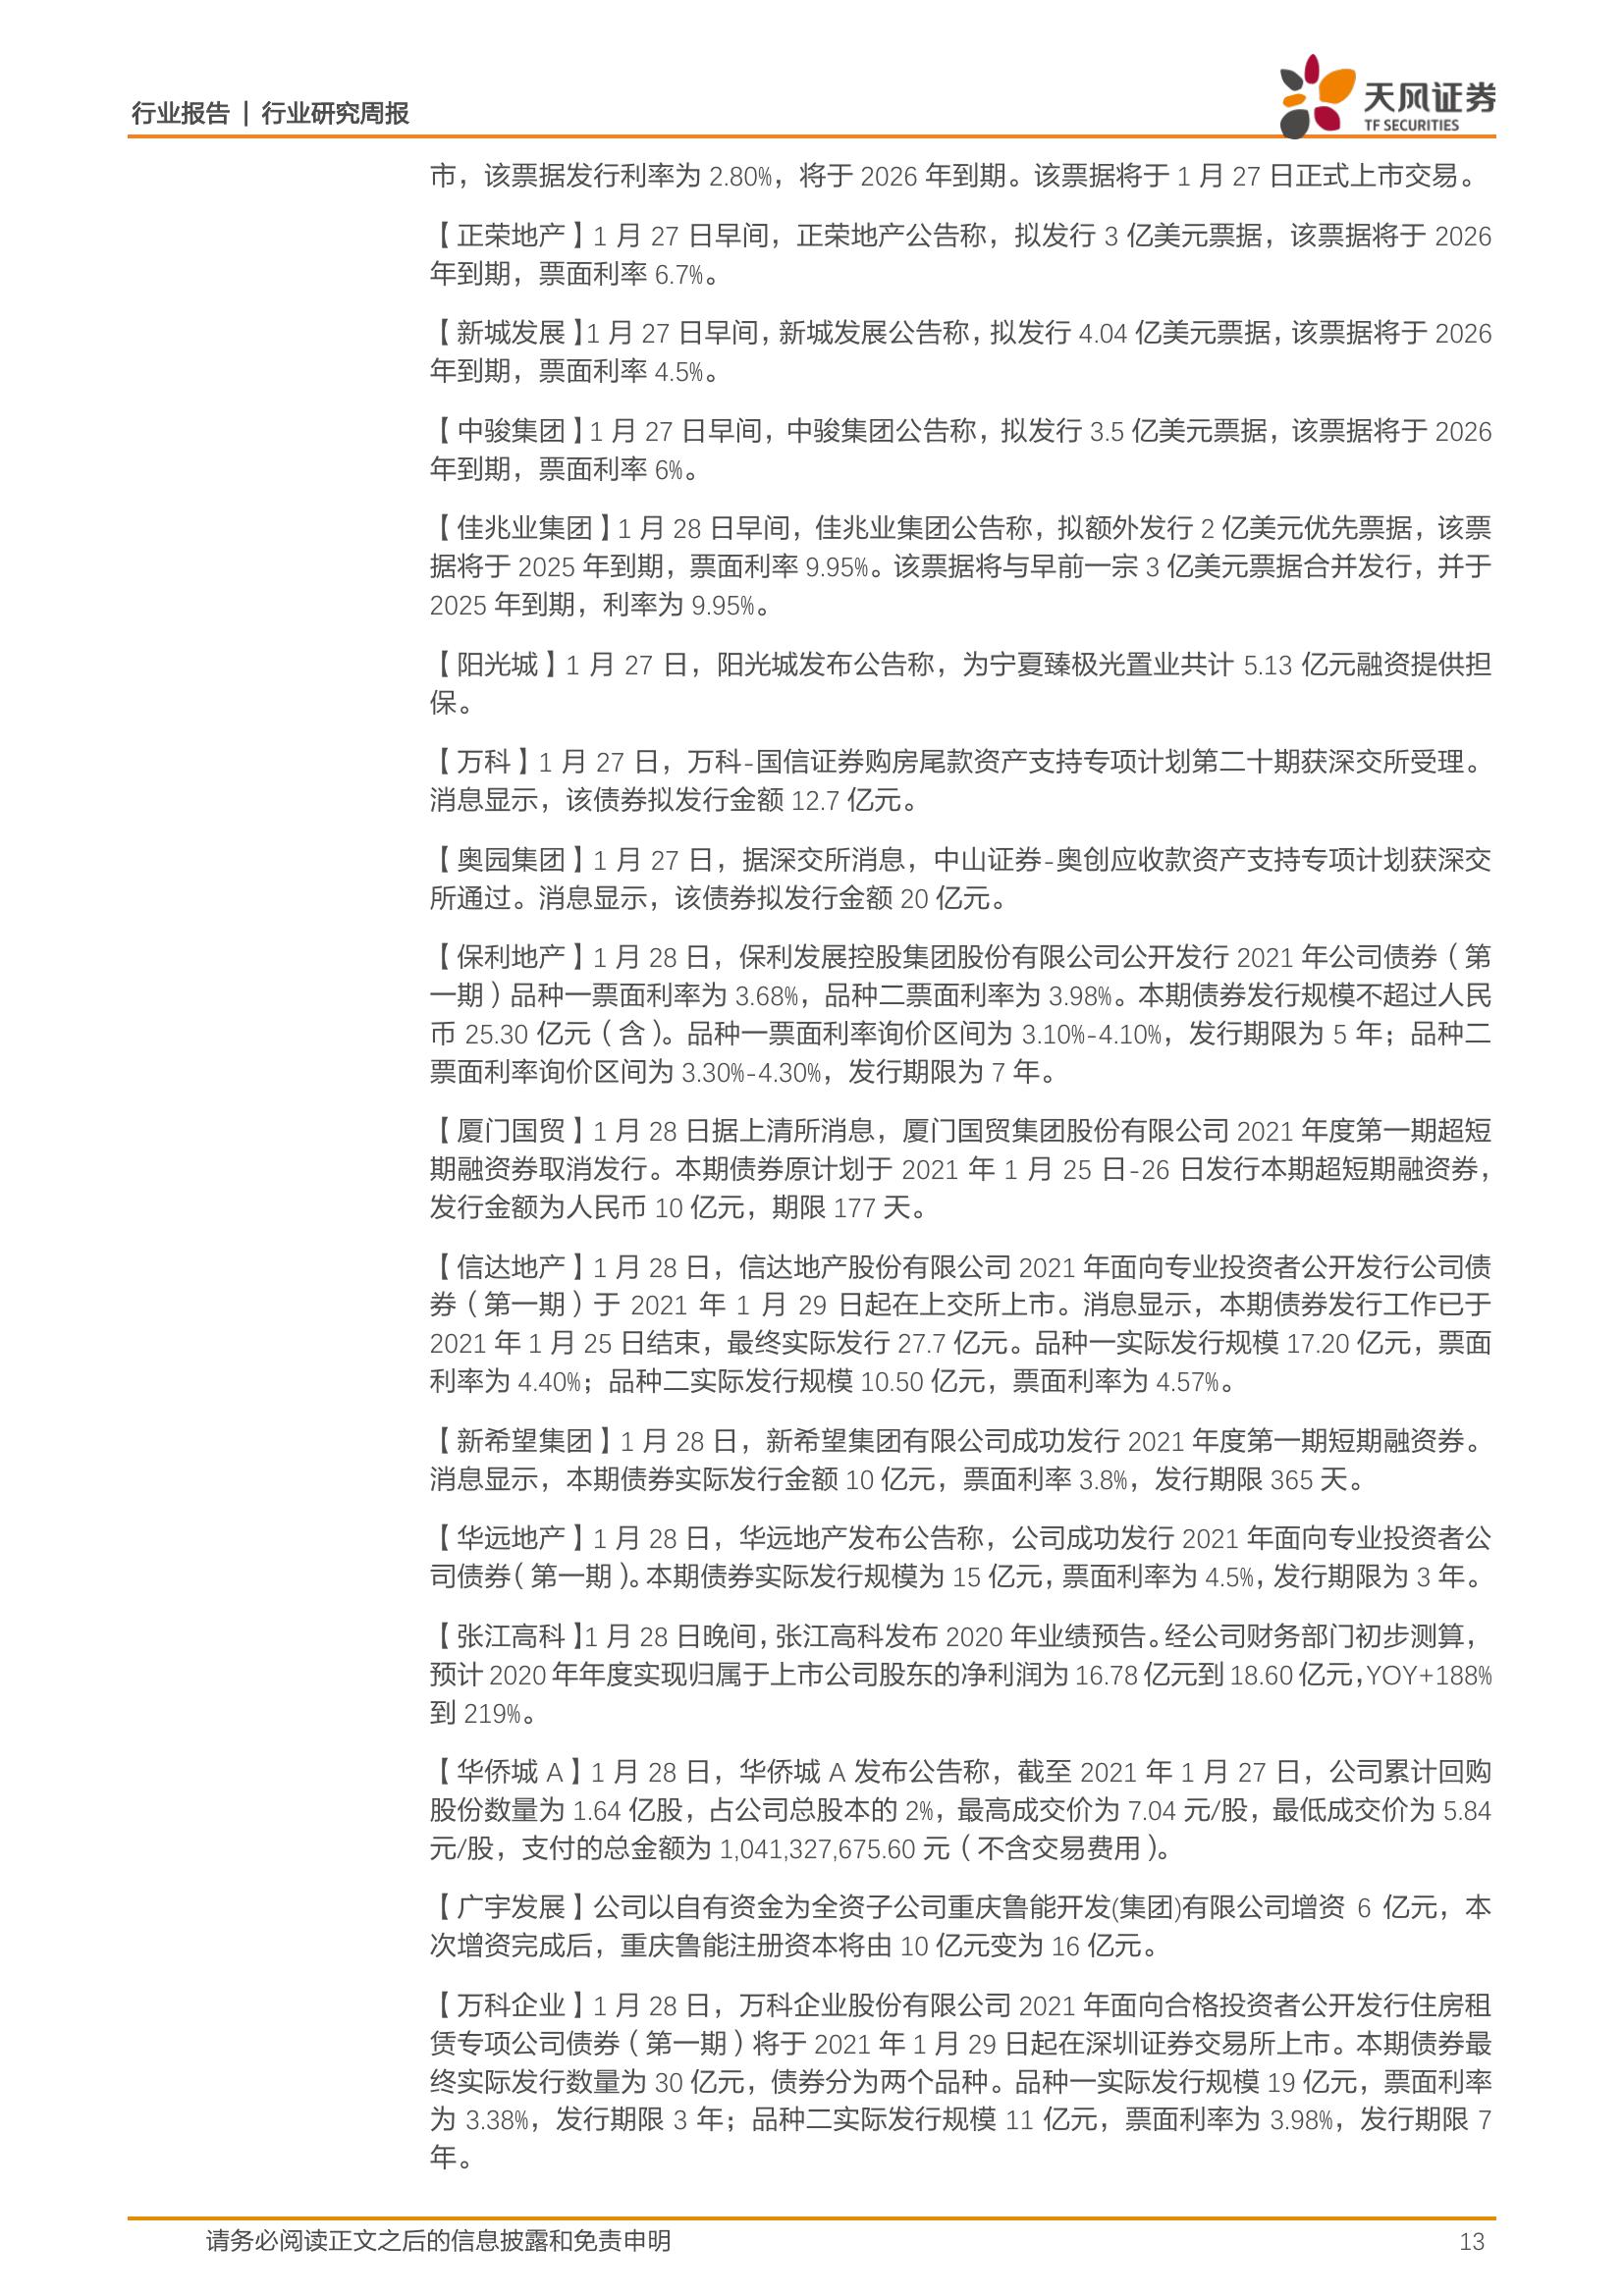 行业报告 | 行业研究周报
天风证券
TF SECURITIES
市，该票据发行利率为 2.80%，将于 2026 年到期。该票据将于 1 月 27 日正式上市交易。
【正荣地产】1 月 27 日早间，正荣地产公告称，拟发行 3 亿美元票据，该票据将于 2026
年到期，票面利率 6.7%。
【新城发展】1 月 27 日早间，新城发展公告称，拟发行 4.04 亿美元票据，该票据将于 2026
年到期，票面利率 4.5%。
【中骏集团】1 月 27 日早间，中骏集团公告称，拟发行 3.5 亿美元票据，该票据将于 2026
年到期，票面利率 6%。
【佳兆业集团】1 月 28 日早间，佳兆业集团公告称，拟额外发行 2 亿美元优先票据，该票
据将于 2025 年到期，票面利率 9.95%。该票据将与早前一宗 3 亿美元票据合并发行，并于
2025 年到期，利率为 9.95%。
【阳光城】1 月 27 日，阳光城发布公告称，为宁夏臻极光置业共计 5.13 亿元融资提供担
保。
【万科】1 月 27 日，万科-国信证券购房尾款资产支持专项计划第二十期获深交所受理。
消息显示，该债券拟发行金额 12.7 亿元。
【奥园集团】1 月 27 日，据深交所消息，中山证券-奥创应收款资产支持专项计划获深交
所通过。消息显示，该债券拟发行金额 20 亿元。
【保利地产】1 月 28 日，保利发展控股集团股份有限公司公开发行 2021 年公司债券（第
一期）品种一票面利率为 3.68%，品种二票面利率为 3.98%。本期债券发行规模不超过人民
币 25.30 亿元（含）。品种一票面利率询价区间为 3.10%-4.10%，发行期限为 5 年；品种二
票面利率询价区间为 3.30%-4.30%，发行期限为 7 年。
【厦门国贸】1 月 28 日据上清所消息，厦门国贸集团股份有限公司 2021 年度第一期超短
期融资券取消发行。本期债券原计划于 2021 年 1 月 25 日-26 日发行本期超短期融资券，
发行金额为人民币 10 亿元，期限 177 天。
【信达地产】1 月 28 日，信达地产股份有限公司 2021 年面向专业投资者公开发行公司债
券（第一期）于 2021 年 1 月 29 日起在上交所上市。消息显示，本期债券发行工作已于
2021 年 1 月 25 日结束，最终实际发行 27.7 亿元。品种一实际发行规模 17.20 亿元，票面
利率为 4.40%；品种二实际发行规模 10.50 亿元，票面利率为 4.57%。
【新希望集团】1 月 28 日，新希望集团有限公司成功发行 2021 年度第一期短期融资券。
消息显示，本期债券实际发行金额 10 亿元，票面利率 3.8%，发行期限 365 天。
【华远地产】1 月 28 日，华远地产发布公告称，公司成功发行 2021 年面向专业投资者公
司债券（第一期）。本期债券实际发行规模为 15 亿元，票面利率为 4.5%，发行期限为 3 年。
【张江高科】1 月 28 日晚间，张江高科发布 2020 年业绩预告。经公司财务部门初步测算，
预计 2020 年年度实现归属于上市公司股东的净利润为 16.78 亿元到 18.60 亿元，YOY+188%
到 219%。
【华侨城 A】1 月 28 日，华侨城 A 发布公告称，截至 2021 年 1 月 27 日，公司累计回购
股份数量为 1.64 亿股，占公司总股本的 2%，最高成交价为 7.04 元/股，最低成交价为 5.84
元/股，支付的总金额为 1,041,327,675.60 元（不含交易费用）。
【广宇发展】公司以自有资金为全资子公司重庆鲁能开发(集团)有限公司增资 6 亿元，本
次增资完成后，重庆鲁能注册资本将由 10 亿元变为 16 亿元。
【万科企业】1 月 28 日，万科企业股份有限公司 2021 年面向合格投资者公开发行住房租
赁专项公司债券（第一期）将于 2021 年 1 月 29 日起在深圳证券交易所上市。本期债券最
终实际发行数量为 30 亿元，债券分为两个品种。品种一实际发行规模 19 亿元，票面利率
为 3.38%，发行期限 3 年；品种二实际发行规模 11 亿元，票面利率为 3.98%，发行期限 7
年。
请务必阅读正文之后的信息披露和免责申明
13